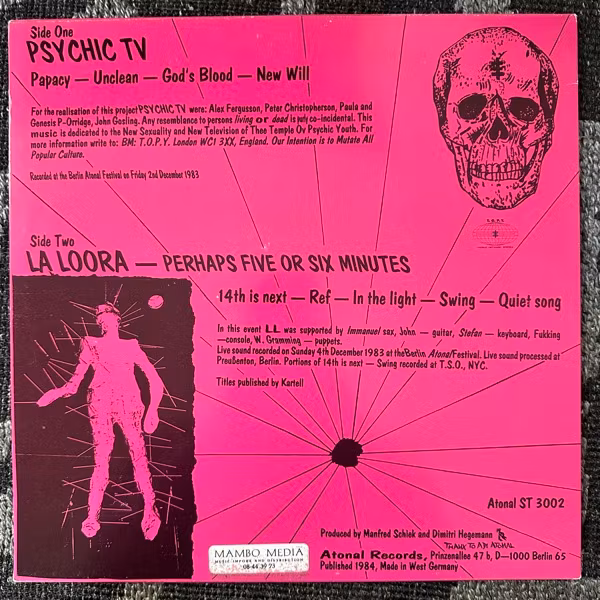 Side One
PSYCHIC TV
Papacy — Unclean — God's Blood — New Will
For the realisation of this project PSYCHIC TV were: Alex Fergusson, Peter Christopherson, Paula and
Genesis P-Orridge, John Gosling. Any resemblance to persons living or dead is puty co-incidental. This
music is dedicated to the New Sexuality and New Television of Thee Temple Ov Psychic Youth. For
more information write to: BM: T.O.P.Y. London WC1 3XX, England. Our Intention is to Mutate All
Popular Culture.
Recorded at the Berlin Atonal Festival on Friday 2nd December 1983
Side Two
LA LOORA — PERHAPS FIVE OR SIX MINUTES
14th is next — Ref — In the light — Swing — Quiet song
In this event LL was supported by Immanuel sax, John — guitar, Stefan — keyboard, Fukking
—console, W. Gramming — puppets.
Live sound recorded on Sunday 4th December 1983 at the Berlin Atonal Festival. Live sound processed at
Preußenton, Berlin. Portions of 14th is next — Swing recorded at T.S.O., NYC.
Titles published by Kartell
Atonal ST 3002
Produced by Manfred Schiek and Dimitri Hegemann
Atonal Records, Prinzenallee 47 b, D—1000 Berlin 65
Published 1984, Made in West Germany
MAMBO MEDIA
MUSIC IMPORT AND DISTRIBUTION
08-44 39 73